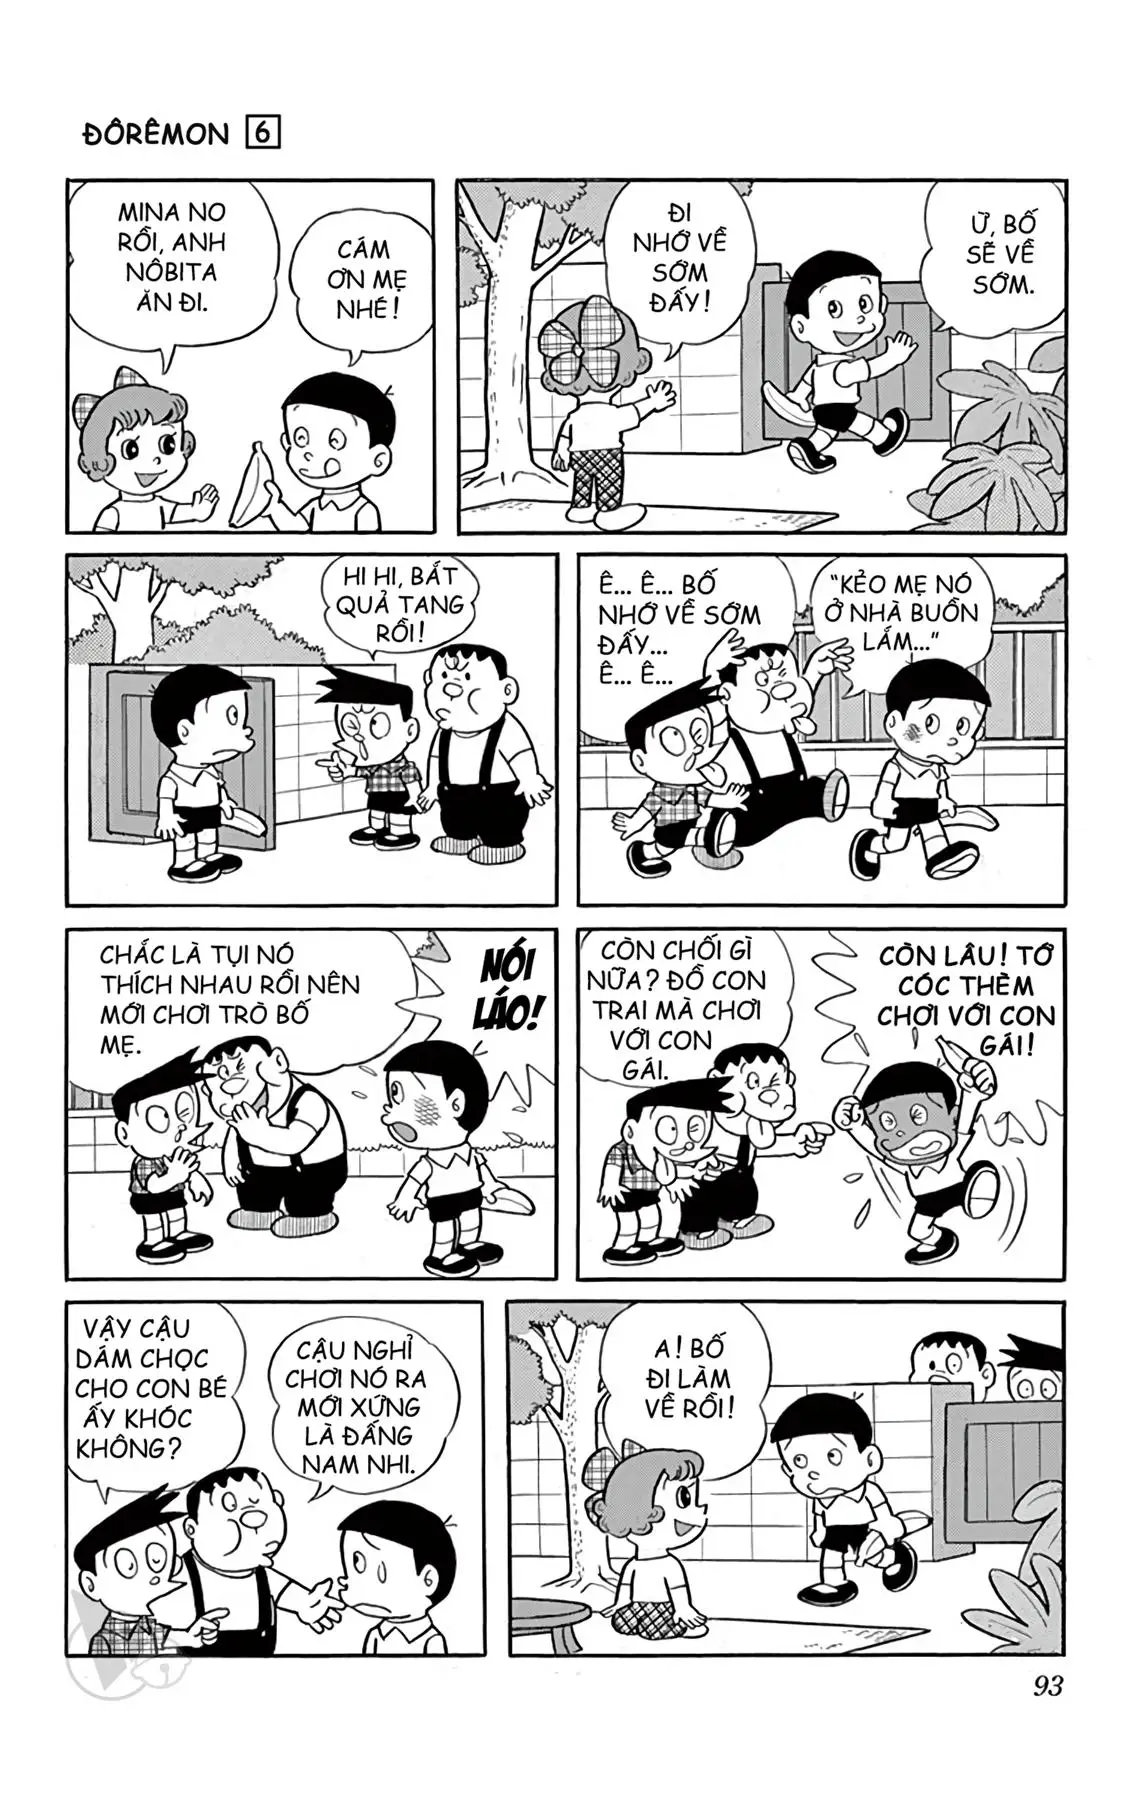 ĐÔRÊMON 6
MINA NO
RỒI, ANH
NÔBITA
ĂN ĐI.
CÁM
ƠN MẸ
NHÉ!
ĐI
NHỚ VỀ
SỚM
ĐẤY!
Ừ, BỐ
SẼ VỀ
SỚM.
HI HI, BẮT
QUẢ TANG
RỒI!
Ê... Ê... BỐ
NHỚ VỀ SỚM
ĐẤY...
Ê... Ê...
"KẺO MẸ NÓ
Ở NHÀ BUỒN
LẮM..."
CHẮC LÀ TỤI NÓ
THÍCH NHAU RỒI NÊN
MỚI CHƠI TRÒ BỐ
MẸ.
NÓI
LÁO!
CÒN CHỐI GÌ
NỮA? ĐỒ CON
TRAI MÀ CHƠI
VỚI CON
GÁI.
CÒN LÂU! TỚ
CÓC THÈM
CHƠI VỚI CON
GÁI!
VẬY CẬU
DÁM CHỌC
CHO CON BÉ
ẤY KHÓC
KHÔNG?
CẬU NGHỈ
CHƠI NÓ RA
MỚI XỨNG
LÀ ĐẤNG
NAM NHI.
A! BỐ
ĐI LÀM
VỀ RỒI!
93